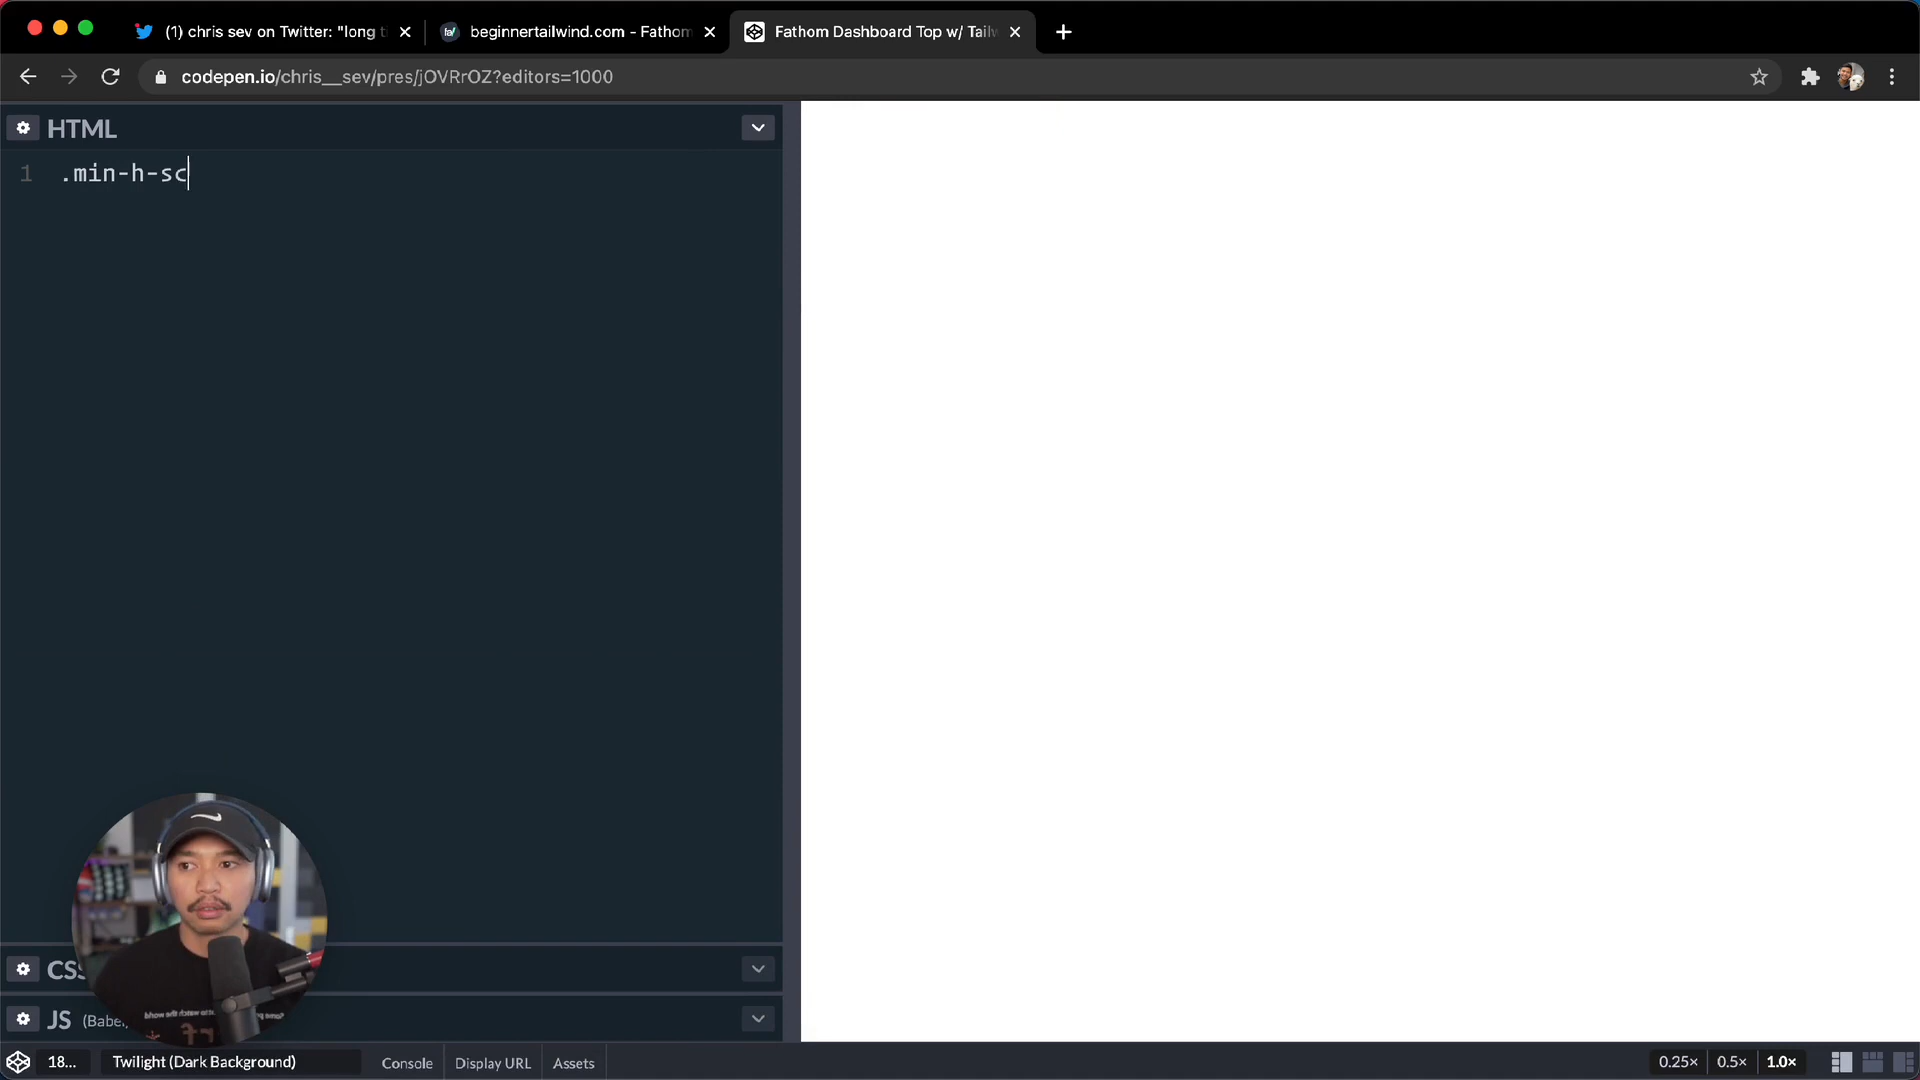 (1) chris sev on Twitter: "long t
beginnertailwind.com - Fathom
Fathom Dashboard Top w/ Tailw
codepen.io/chris__sev/pres/jOVRrOZ?editors=1000
HTML
1 .min-h-sc
CSS
JS (Babel)
18...
Twilight (Dark Background)
Console
Display URL
Assets
0.25×
0.5×
1.0×